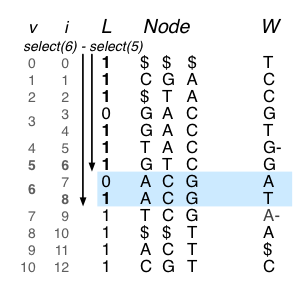 v i L Node W
select(6) - select(5)
0 0 1 $ $ $ T
1 1 1 C G A C
2 2 1 $ T A C
3 3 0 G A C G
4 1 G A C T
4 5 1 T A C G-
5 6 1 G T C G
6 7 0 A C G A
8 1 A C G T
7 9 1 T C G A-
8 10 1 $ $ T A
9 11 1 A C T $
10 12 1 C G T C